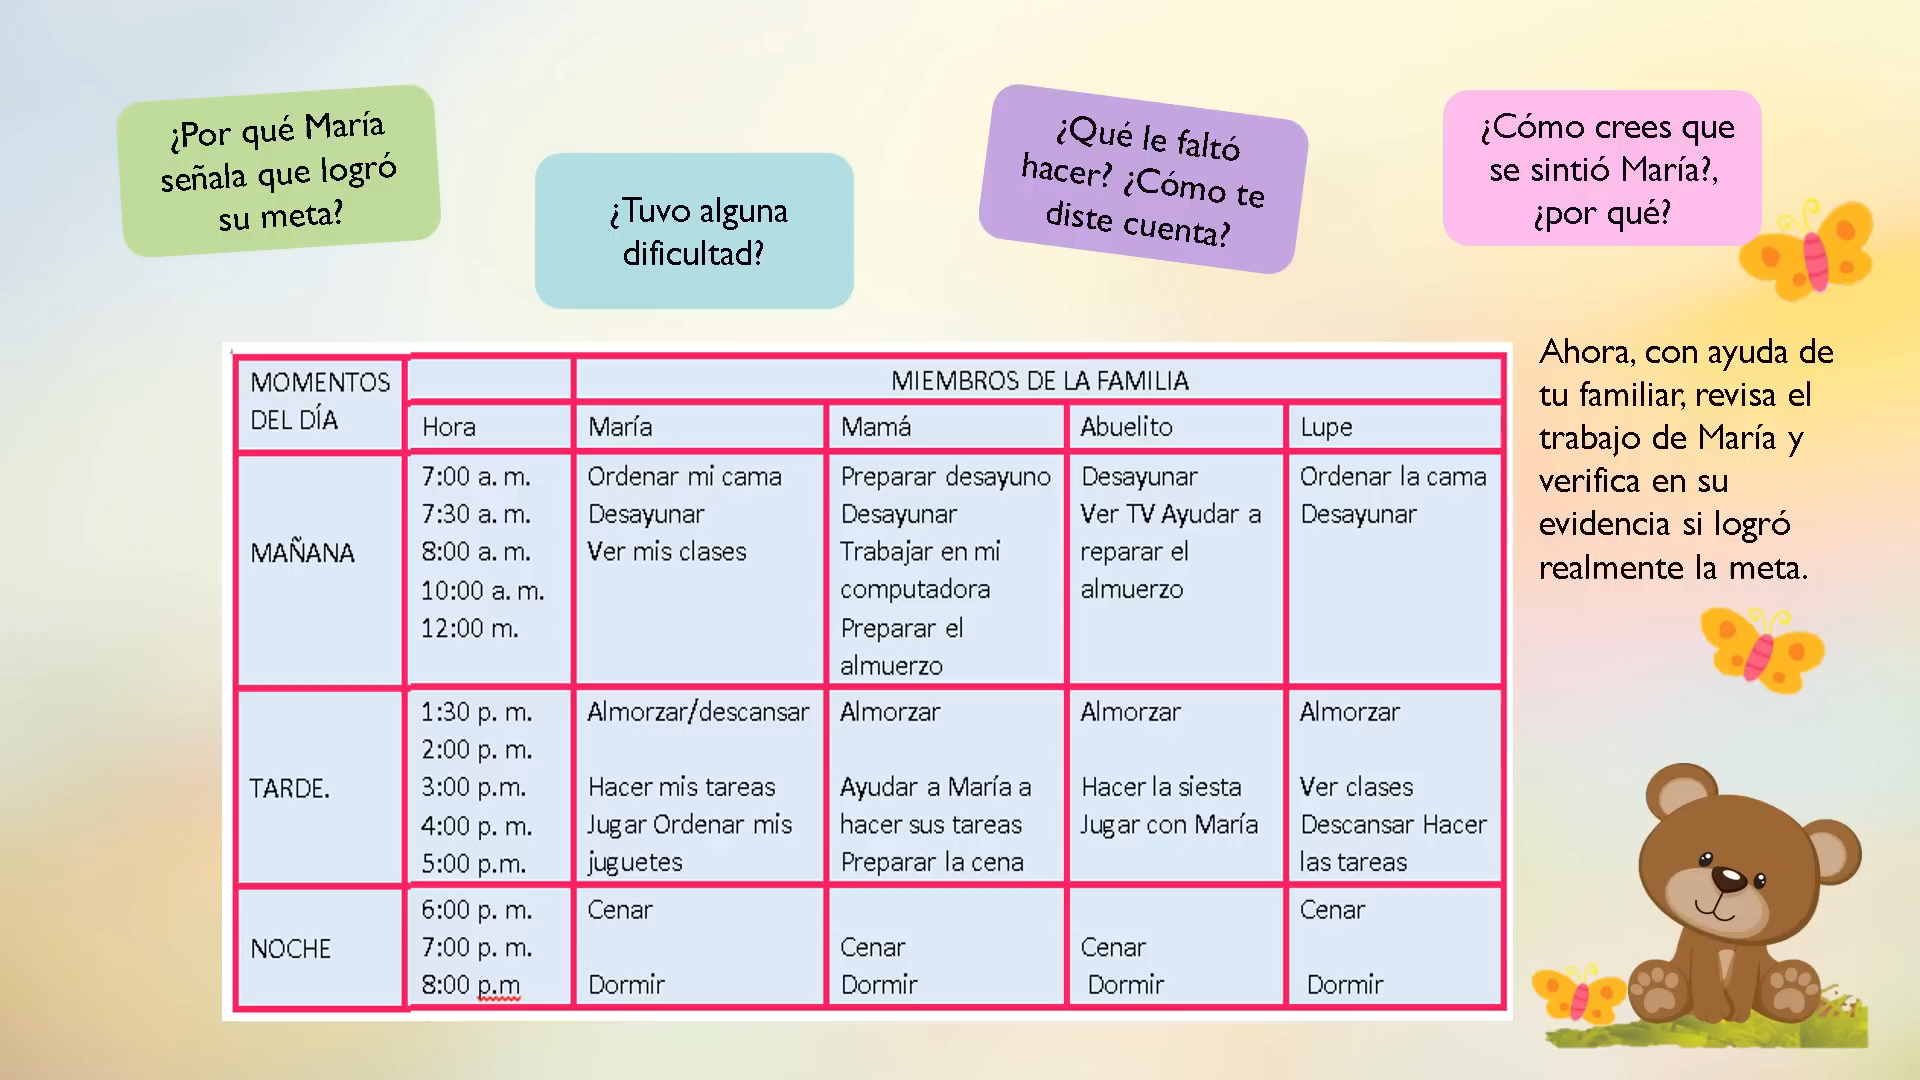 ¿Por qué María
señala que logró
su meta?
¿Tuvo alguna
dificultad?
¿Qué le faltó
hacer? ¿Cómo te
diste cuenta?
¿Cómo crees que
se sintió María?,
¿por qué?
Ahora, con ayuda de
tu familiar, revisa el
trabajo de María y
verifica en su
evidencia si logró
realmente la meta.
MOMENTOS
DEL DÍA
MIEMBROS DE LA FAMILIA
Hora
María
Mamá
Abuelito
Lupe
MAÑANA
7:00 a. m.
7:30 a. m.
8:00 a. m.
10:00 a. m.
12:00 m.
Ordenar mi cama
Desayunar
Ver mis clases
Preparar desayuno
Desayunar
Trabajar en mi
computadora
Preparar el
almuerzo
Desayunar
Ver TV Ayudar a
reparar el
almuerzo
Ordenar la cama
Desayunar
TARDE.
1:30 p. m.
2:00 p. m.
3:00 p.m.
4:00 p. m.
5:00 p.m.
Almorzar/descansar
Hacer mis tareas
Jugar Ordenar mis
juguetes
Almorzar
Ayudar a María a
hacer sus tareas
Preparar la cena
Almorzar
Hacer la siesta
Jugar con María
Almorzar
Ver clases
Descansar Hacer
las tareas
NOCHE
6:00 p. m.
7:00 p. m.
8:00 p.m
Cenar
Dormir
Cenar
Dormir
Cenar
Dormir
Cenar
Dormir